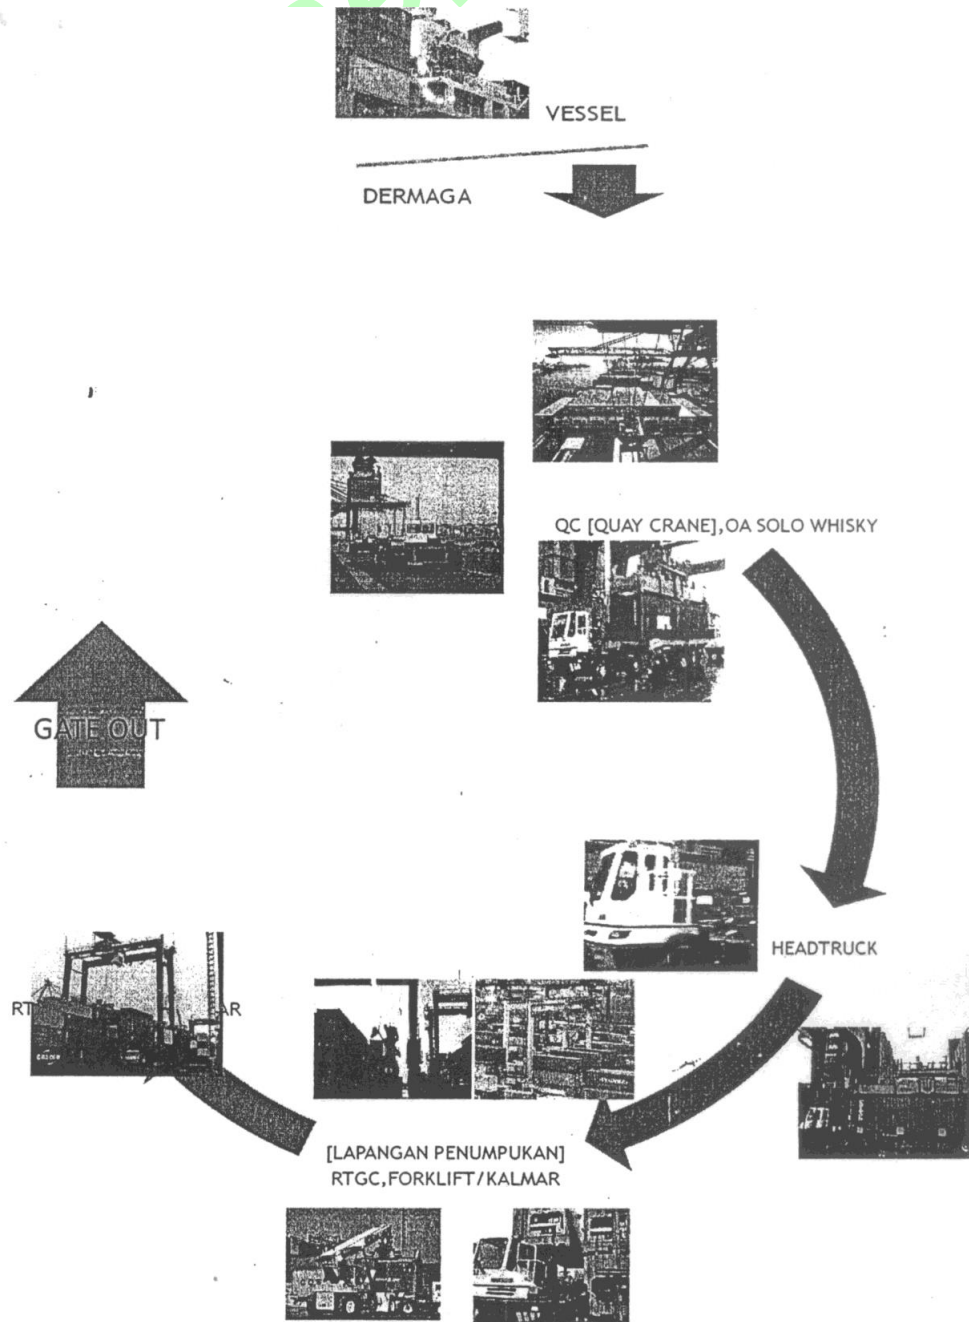 VESSEL
DERMAGA
QC [QUAY CRANE],OA SOLO WHISKY
GATE OUT
HEADTRUCK
[LAPANGAN PENUMPUKAN]
RTGC,FORKLIFT/KALMAR